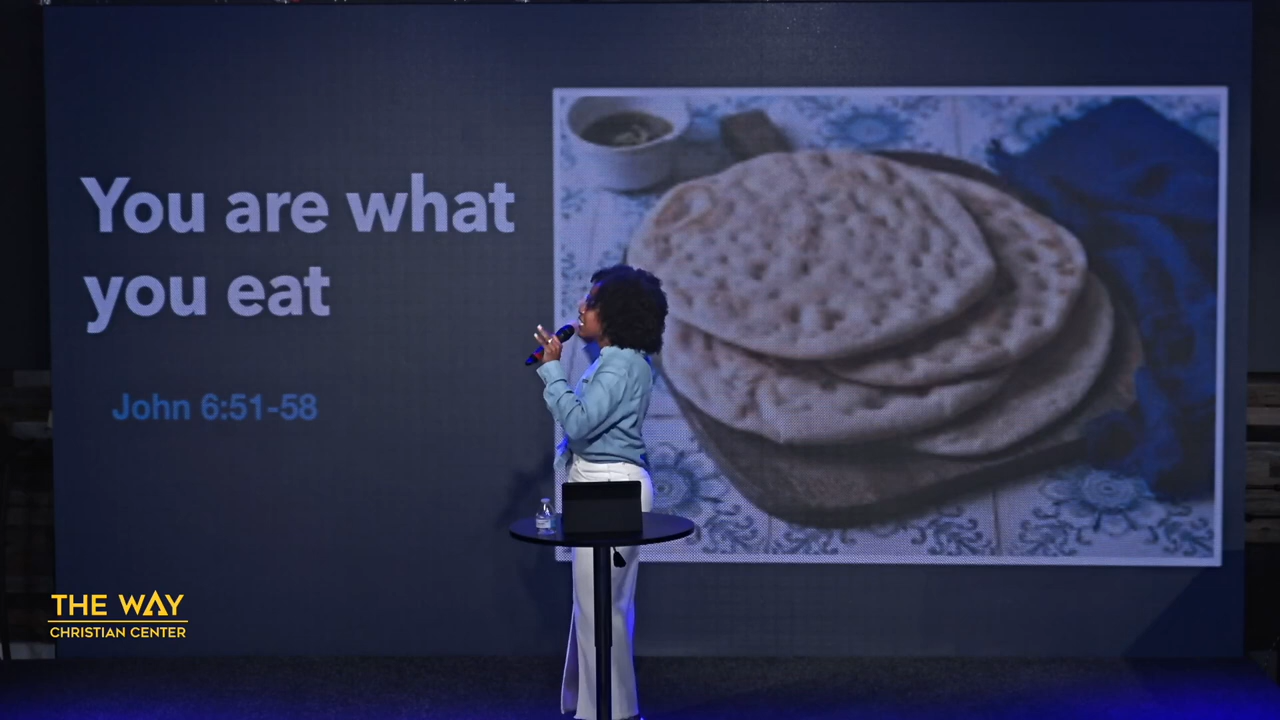 You are what
you eat
John 6:51-58
THE WAY
CHRISTIAN CENTER